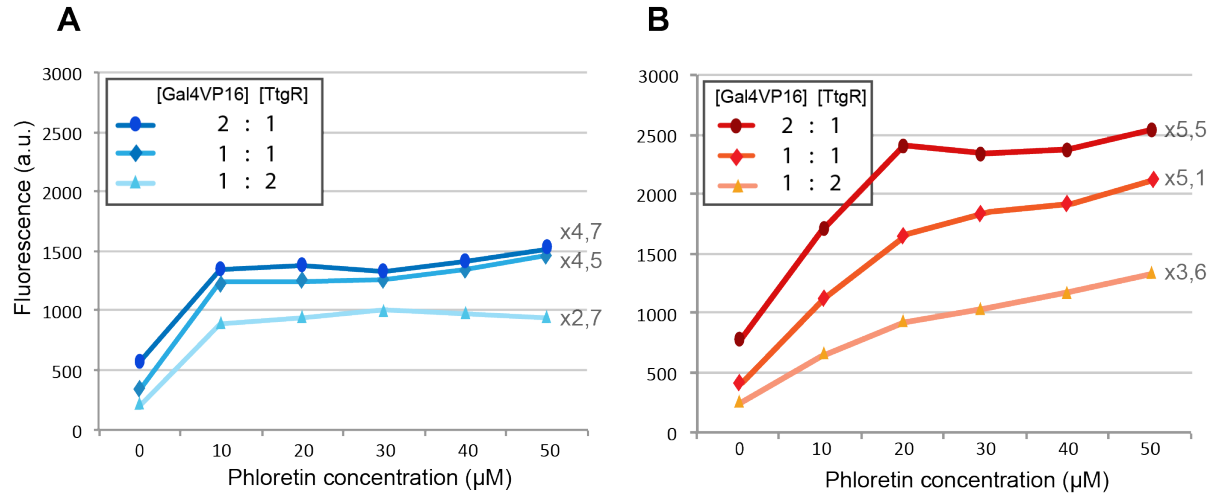 A
3000
2500
2000
1500
1000
500
0
Fluorescence (a.u.)
[Gal4VP16] [TtgR]
2 : 1
1 : 1
1 : 2
x4,7
x4,5
x2,7
0 10 20 30 40 50
Phloretin concentration (µM)
B
3000
2500
2000
1500
1000
500
0
[Gal4VP16] [TtgR]
2 : 1
1 : 1
1 : 2
x5,5
x5,1
x3,6
0 10 20 30 40 50
Phloretin concentration (µM)